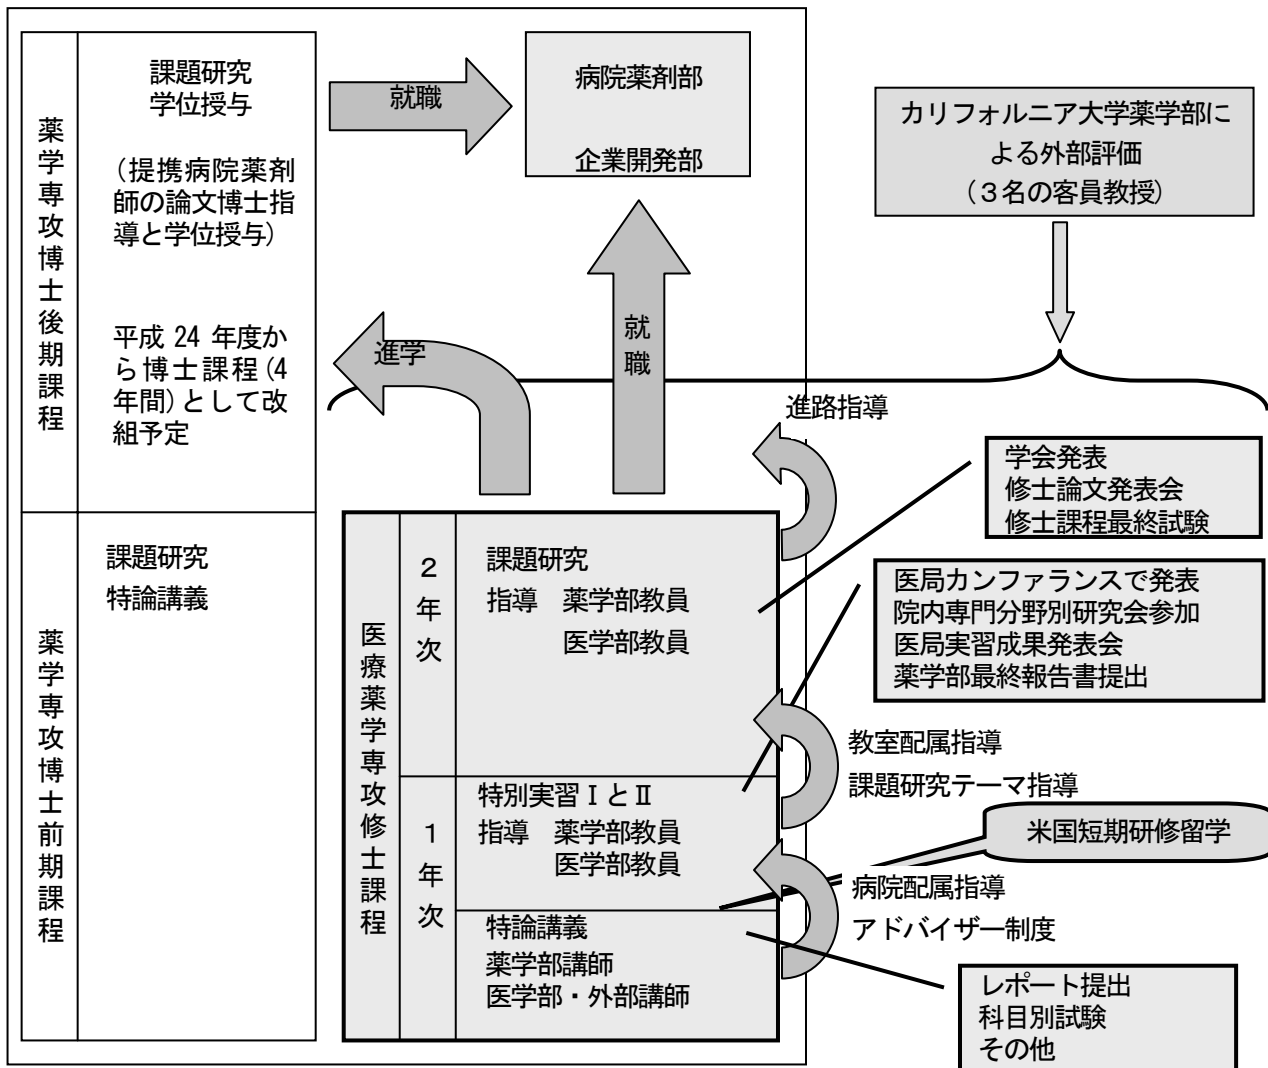 薬学専攻博士後期課程
課題研究
学位授与
（提携病院薬剤
師の論文博士指
導と学位授与）
平成 24 年度か
ら博士課程（4
年間）として改
組予定
就職
病院薬剤部
企業開発部
カリフォルニア大学薬学部に
よる外部評価
（３名の客員教授）
進学
就職
進路指導
学会発表
修士論文発表会
修士課程最終試験
薬学専攻博士前期課程
課題研究
特論講義
医療薬学専攻修士課程
２年次
課題研究
指導　薬学部教員
医学部教員
医局カンファランスで発表
院内専門分野別研究会参加
医局実習成果発表会
薬学部最終報告書提出
教室配属指導
課題研究テーマ指導
１年次
特別実習ⅠとⅡ
指導　薬学部教員
医学部教員
米国短期研修留学
病院配属指導
アドバイザー制度
特論講義
薬学部講師
医学部・外部講師
レポート提出
科目別試験
その他